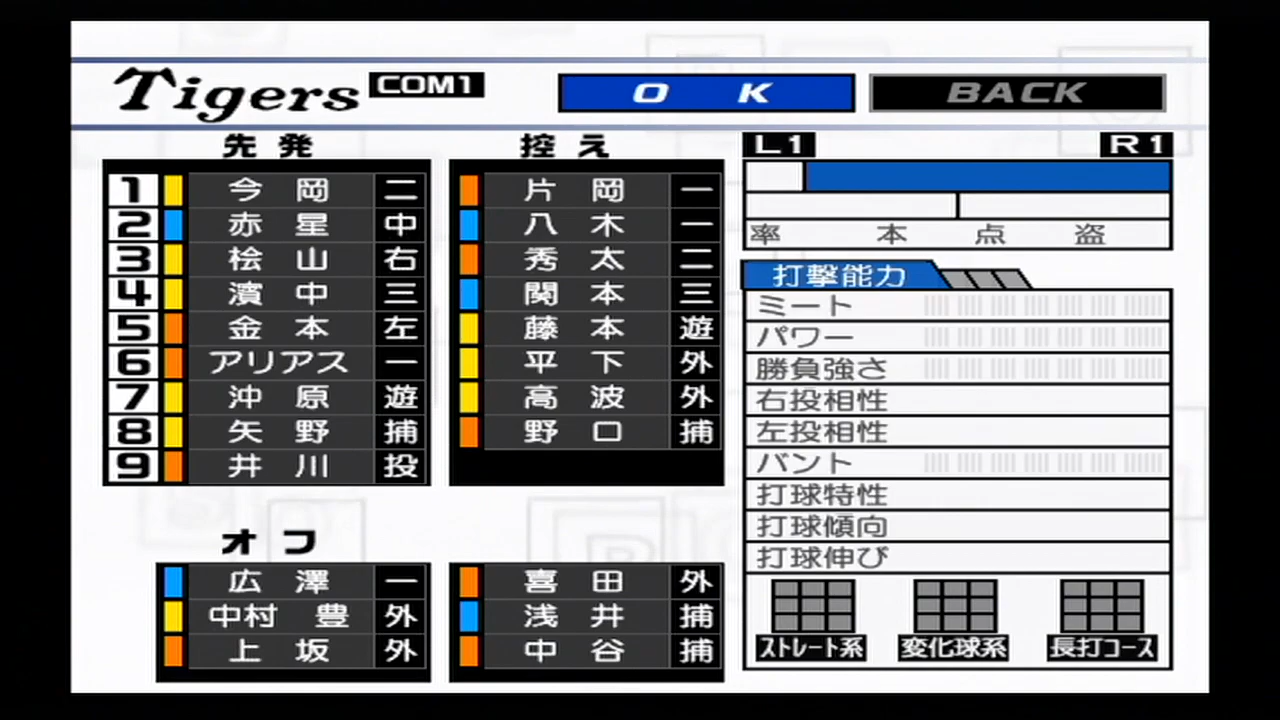 Tigers COM1 O K BACK
先発 控え L1 R1
1 今岡 二
2 赤星 中
3 桧山 右
4 濱中 三
5 金本 左
6 アリアス 一
7 沖原 遊
8 矢野 捕
9 井川 投
片岡 一
八木 一
秀太 二
関本 三
藤本 遊
平下 外
高波 外
野口 捕
オフ
広澤 一
中村 豊 外
上坂 外
喜田 外
浅井 捕
中谷 捕
率 本 点 盗
打撃能力
ミート
パワー
勝負強さ
右投相性
左投相性
バント
打球特性
打球傾向
打球伸び
ストレート系 変化球系 長打コース